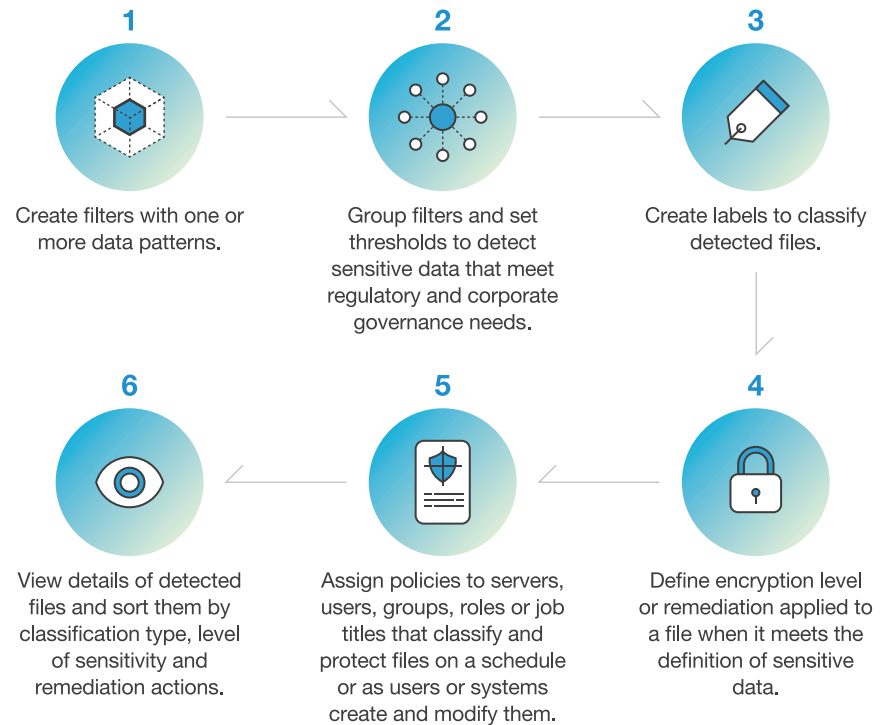 1
Create filters with one or
more data patterns.
2
Group filters and set
thresholds to detect
sensitive data that meet
regulatory and corporate
governance needs.
3
Create labels to classify
detected files.
4
Define encryption level
or remediation applied to
a file when it meets the
definition of sensitive
data.
5
Assign policies to servers,
users, groups, roles or job
titles that classify and
protect files on a schedule
or as users or systems
create and modify them.
6
View details of detected
files and sort them by
classification type, level
of sensitivity and
remediation actions.